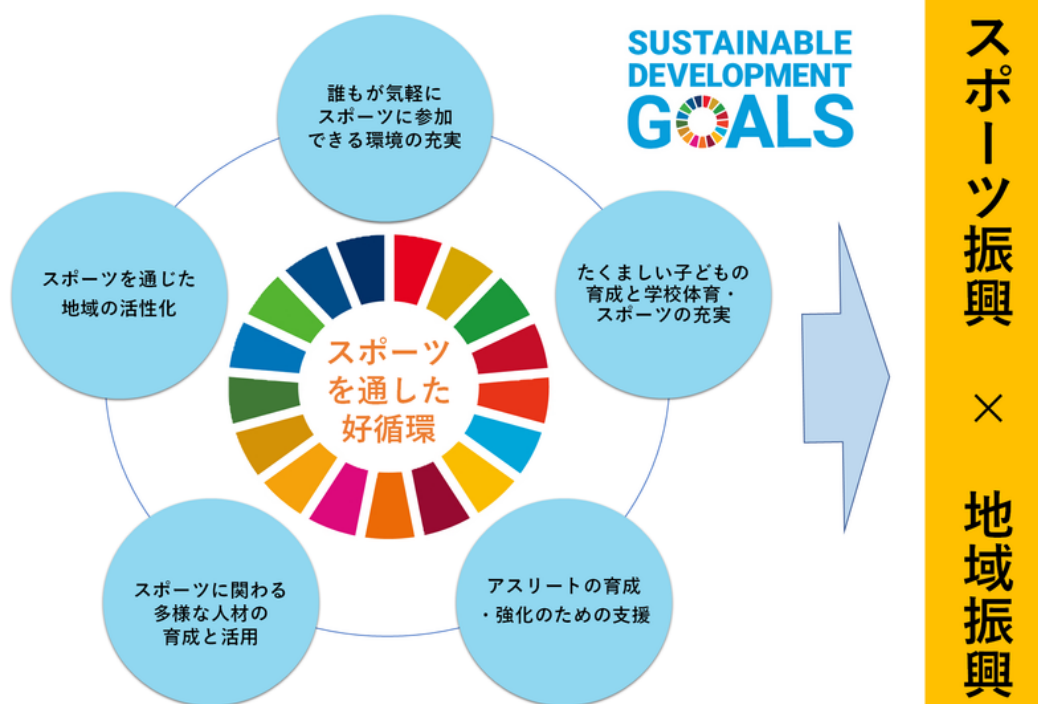 SUSTAINABLE
DEVELOPMENT
GOALS
誰もが気軽に
スポーツに参加
できる環境の充実
たくましい子どもの
育成と学校体育・
スポーツの充実
アスリートの育成
・強化のための支援
スポーツに関わる
多様な人材の
育成と活用
スポーツを通じた
地域の活性化
スポーツ
を通した
好循環
スポーツ振興 × 地域振興